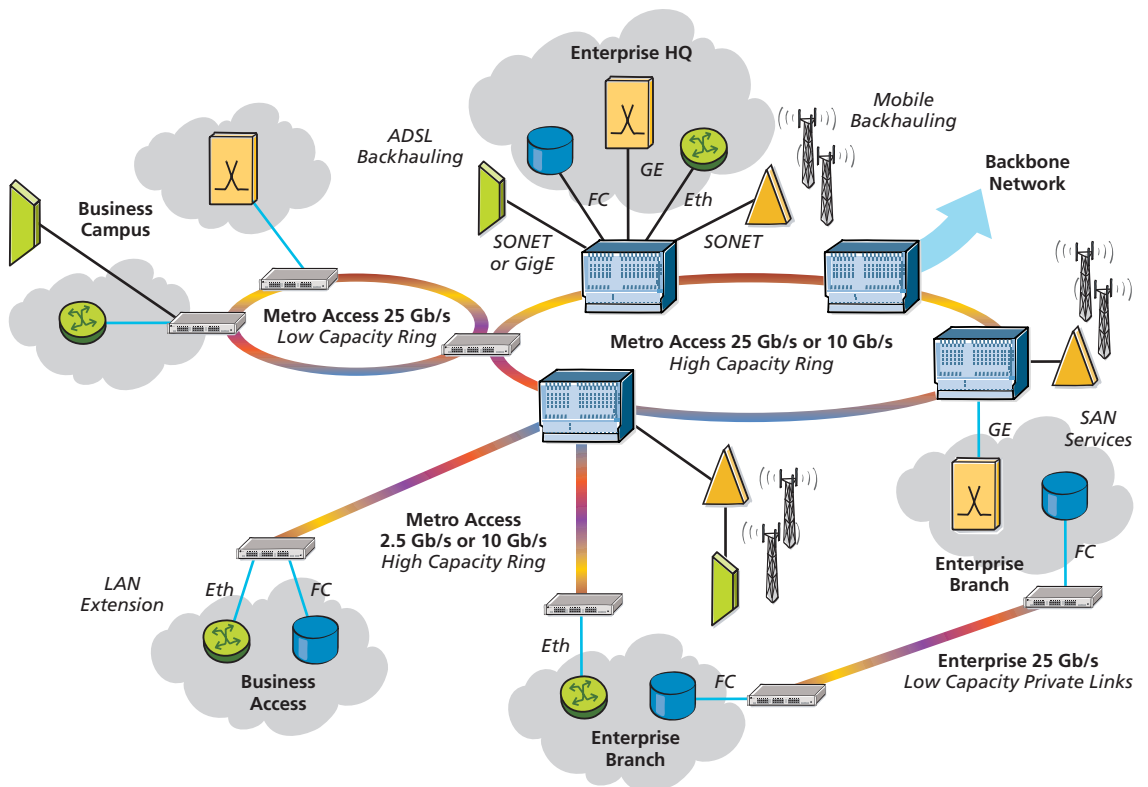 Enterprise HQ
Mobile
Backhauling
ADSL
Backhauling
GE
FC
Eth
Backbone
Network
Business
Campus
SONET
or GigE
SONET
Metro Access 25 Gb/s
Low Capacity Ring
Metro Access 25 Gb/s or 10 Gb/s
High Capacity Ring
GE
SAN
Services
Metro Access
2.5 Gb/s or 10 Gb/s
High Capacity Ring
FC
Enterprise
Branch
LAN
Extension
Eth
FC
Business
Access
Eth
FC
Enterprise
Branch
Enterprise 25 Gb/s
Low Capacity Private Links